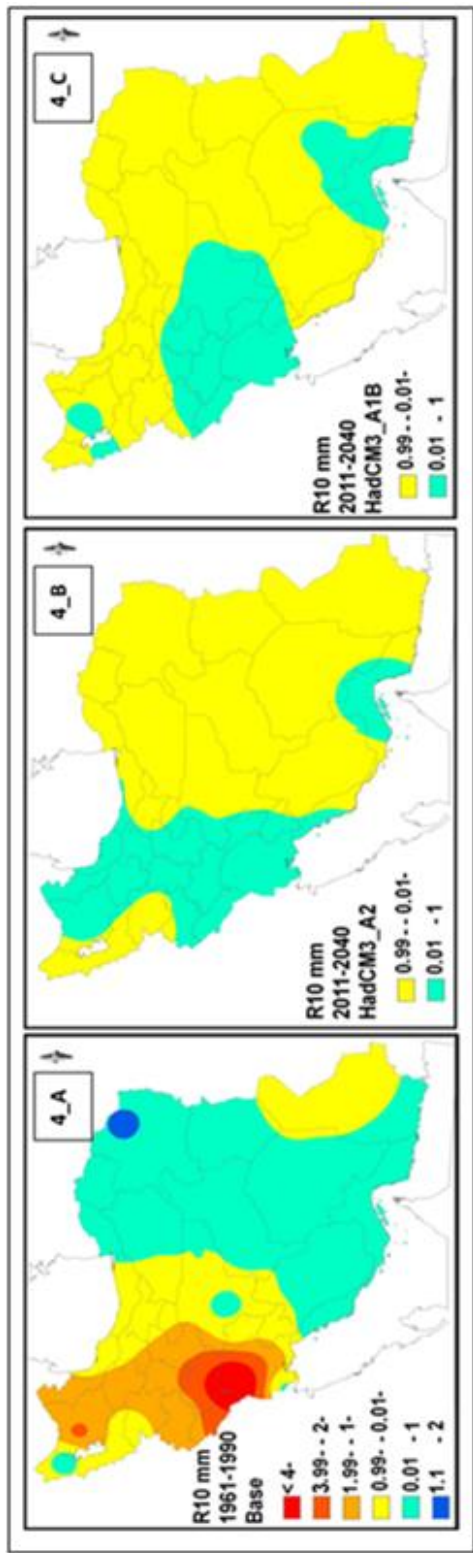 4_A
R10 mm
1961-1990
Base
< 4-
3.99- - 2-
1.99- - 1-
0.99- - 0.01-
0.01 - 1
1.1 - 2
4_B
R10 mm
2011-2040
HadCM3_A2
0.99- - 0.01-
0.01 - 1
4_C
R10 mm
2011-2040
HadCM3_A1B
0.99- - 0.01-
0.01 - 1